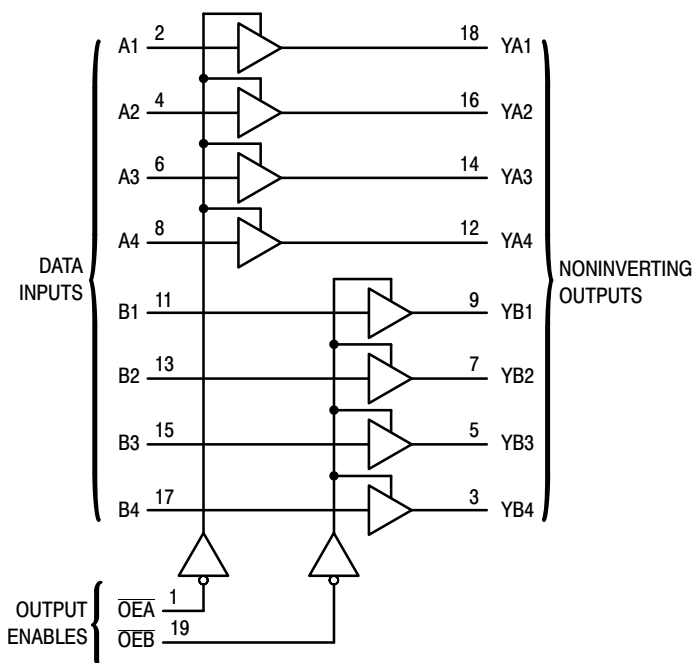 A1 2 18 YA1
A2 4 16 YA2
A3 6 14 YA3
A4 8 12 YA4
DATA
INPUTS
NONINVERTING
OUTPUTS
B1 11 9 YB1
B2 13 7 YB2
B3 15 5 YB3
B4 17 3 YB4
OUTPUT
ENABLES
O̅E̅A̅ 1
O̅E̅B̅ 19